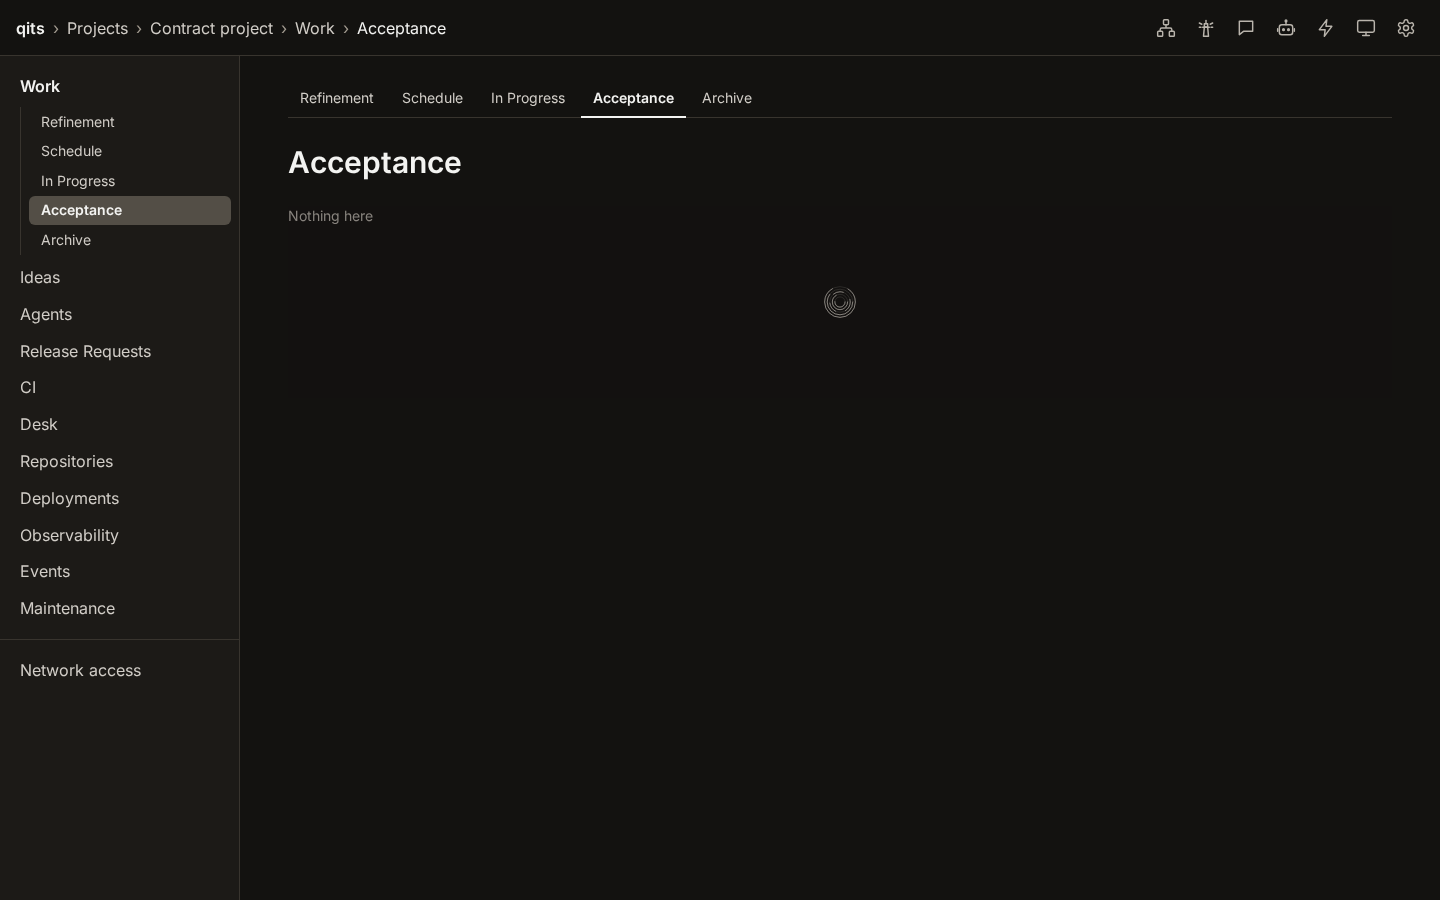 qits › Projects › Contract project › Work › Acceptance
Work
Refinement
Schedule
In Progress
Acceptance
Archive
Ideas
Agents
Release Requests
CI
Desk
Repositories
Deployments
Observability
Events
Maintenance
Network access
Refinement Schedule In Progress Acceptance Archive
Acceptance
Nothing here